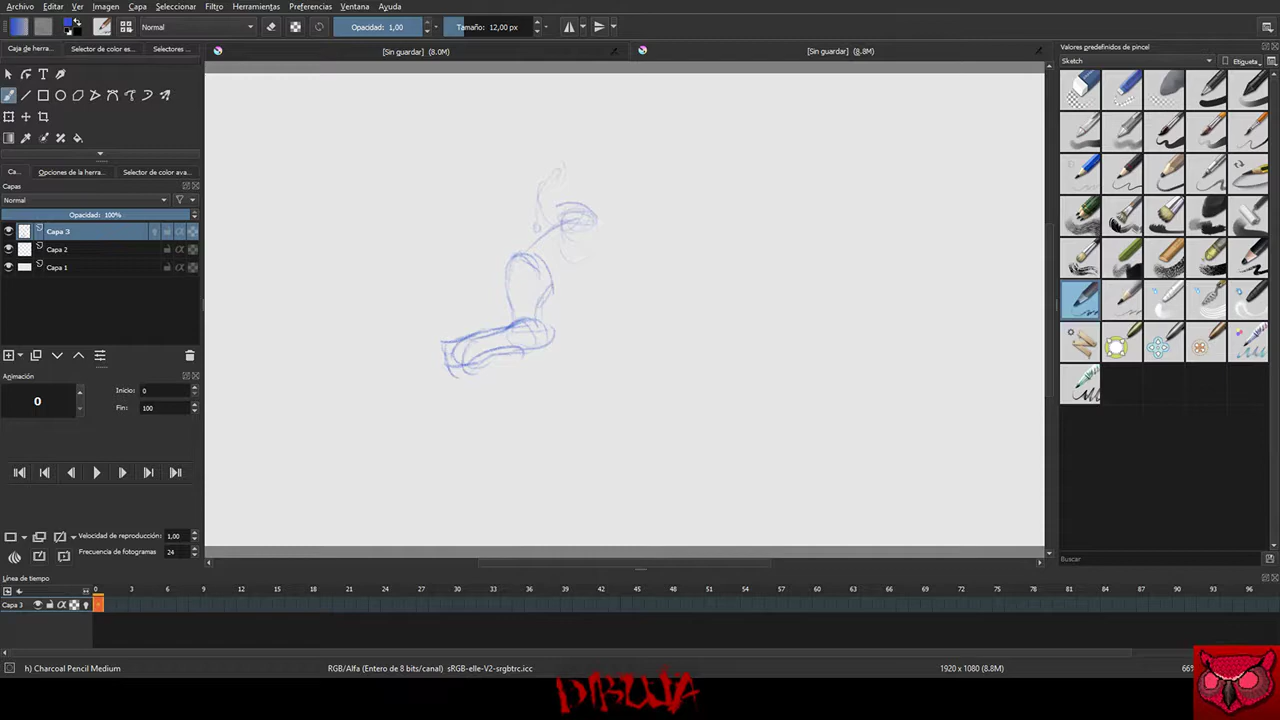 Archivo Editar Ver Imagen Capa Seleccionar Filtro Herramientas Preferencias Ventana Ayuda
Normal Opacidad: 1,00 Tamaño: 12,00 px
Caja de herra... Selector de color es... Selectores ...
[Sin guardar] (8.0M)
[Sin guardar] (8.8M)
Valores predefinidos de pincel
Sketch Etiqueta
Ca... Opciones de la herra... Selector de color ava...
Capas
Normal
Opacidad: 100%
Capa 3
Capa 2
Capa 1
Animación
0
Inicio: 0
Fin: 100
Velocidad de reproducción: 1,00
Frecuencia de fotogramas 24
Buscar
Línea de tiempo
0 3 6 9 12 15 18 21 24 27 30 33 36 39 42 45 48 51 54 57 60 63 66 69 72 75 78 81 84 87 90 93 96
Capa 3
h) Charcoal Pencil Medium
RGB/Alfa (Entero de 8 bits/canal) sRGB-elle-V2-srgbtrc.icc
1920 x 1080 (8.8M)
DIBUJA